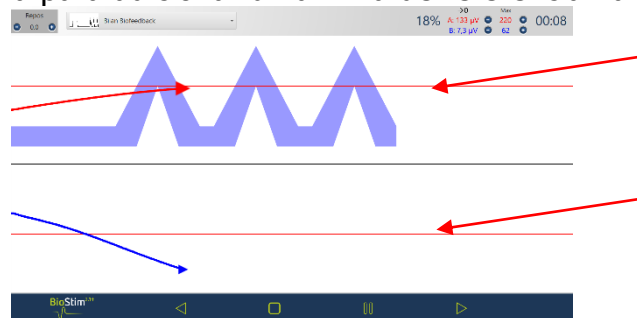 Repos
0.0
Bilan Biofeedback
18%
Max
A: 133 µV
220
B: 7,3 µV
62
00:08
BioStim